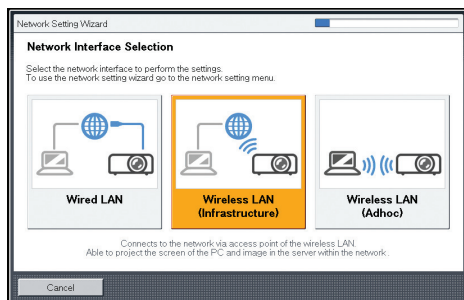 Network Setting Wizard
Network Interface Selection
Select the network interface to perform the settings.
To use the network setting wizard go to the network setting menu.
Wired LAN
Wireless LAN
(Infrastructure)
Wireless LAN
(Adhoc)
Connects to the network via access point of the wireless LAN.
Able to project the screen of the PC and image in the server within the network.
Cancel